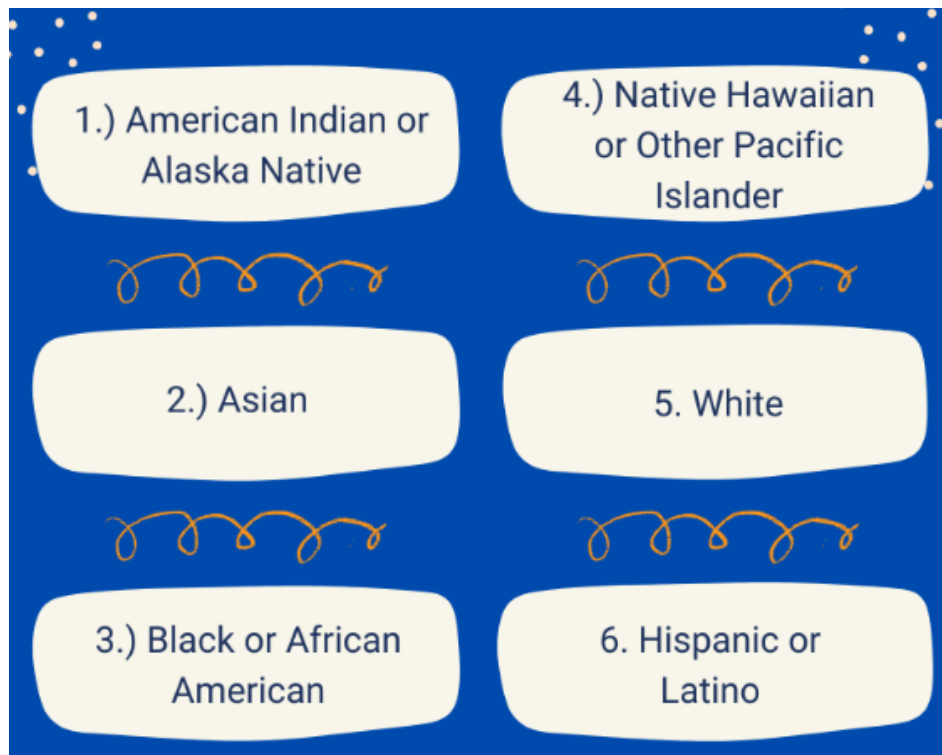 1.) American Indian or
Alaska Native
2.) Asian
3.) Black or African
American
4.) Native Hawaiian
or Other Pacific
Islander
5. White
6. Hispanic or
Latino